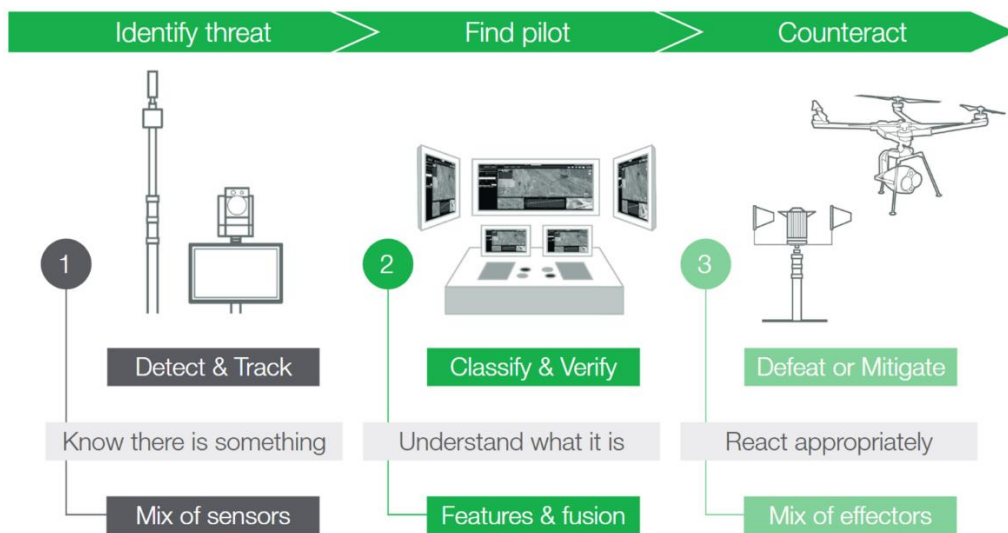 Identify threat
Find pilot
Counteract
1
2
3
Detect & Track
Classify & Verify
Defeat or Mitigate
Know there is something
Understand what it is
React appropriately
Mix of sensors
Features & fusion
Mix of effectors